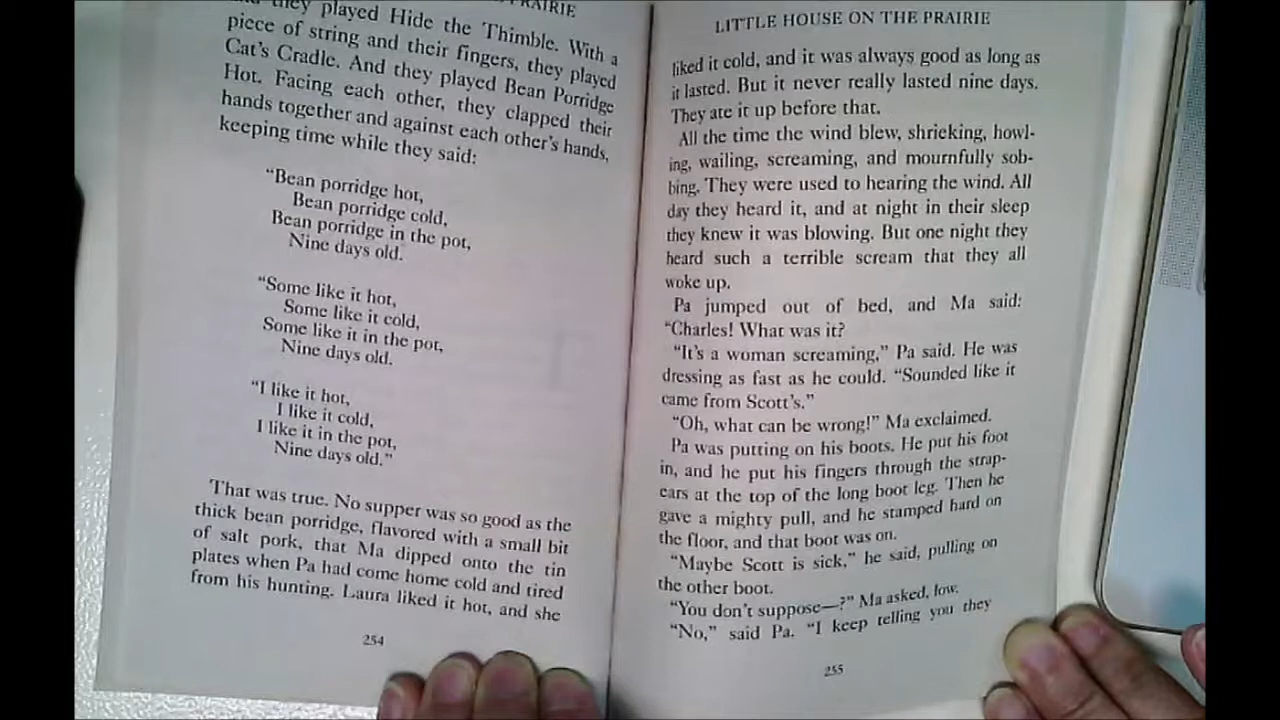 PRAIRIE
they played Hide the Thimble. With a
piece of string and their fingers, they played
Cat's Cradle. And they played Bean Porridge
Hot. Facing each other, they clapped their
hands together and against each other's hands,
keeping time while they said:
"Bean porridge hot,
Bean porridge cold,
Bean porridge in the pot,
Nine days old.
"Some like it hot,
Some like it cold,
Some like it in the pot,
Nine days old.
"I like it hot,
I like it cold,
I like it in the pot,
Nine days old."
That was true. No supper was so good as the
thick bean porridge, flavored with a small bit
of salt pork, that Ma dipped onto the tin
plates when Pa had come home cold and tired
from his hunting. Laura liked it hot, and she
254
LITTLE HOUSE ON THE PRAIRIE
liked it cold, and it was always good as long as
it lasted. But it never really lasted nine days.
They ate it up before that.
All the time the wind blew, shrieking, howl-
ing, wailing, screaming, and mournfully sob-
bing. They were used to hearing the wind. All
day they heard it, and at night in their sleep
they knew it was blowing. But one night they
heard such a terrible scream that they all
woke up.
Pa jumped out of bed, and Ma said:
"Charles! What was it?
"It's a woman screaming," Pa said. He was
dressing as fast as he could. "Sounded like it
came from Scott's."
"Oh, what can be wrong!" Ma exclaimed.
Pa was putting on his boots. He put his foot
in, and he put his fingers through the strap-
ears at the top of the long boot leg. Then he
gave a mighty pull, and he stamped hard on
the floor, and that boot was on.
"Maybe Scott is sick," he said, pulling on
the other boot.
"You don't suppose—?" Ma asked, low.
"No," said Pa. "I keep telling you they
255